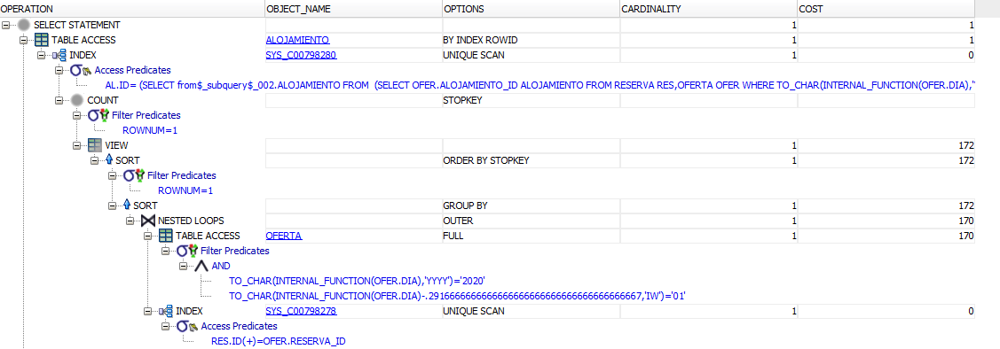 OPERATION OBJECT_NAME OPTIONS CARDINALITY COST
SELECT STATEMENT 1 1
TABLE ACCESS ALOJAMIENTO BY INDEX ROWID 1 1
INDEX SYS_C00798280 UNIQUE SCAN 1 0
Access Predicates
AL.ID= (SELECT from$_subquery$_002.ALOJAMIENTO FROM (SELECT OFER.ALOJAMIENTO_ID ALOJAMIENTO FROM RESERVA RES,OFERTA OFER WHERE TO_CHAR(INTERNAL_FUNCTION(OFER.DIA),'
COUNT STOPKEY
Filter Predicates
ROWNUM=1
VIEW 1 172
SORT ORDER BY STOPKEY 1 172
Filter Predicates
ROWNUM=1
SORT GROUP BY 1 172
NESTED LOOPS OUTER 1 170
TABLE ACCESS OFERTA FULL 1 170
Filter Predicates
AND
TO_CHAR(INTERNAL_FUNCTION(OFER.DIA),'YYYY')='2020'
TO_CHAR(INTERNAL_FUNCTION(OFER.DIA)-.2916666666666666666666666666666666666667,'IW')='01'
INDEX SYS_C00798278 UNIQUE SCAN 1 0
Access Predicates
RES.ID(+)=OFER.RESERVA_ID